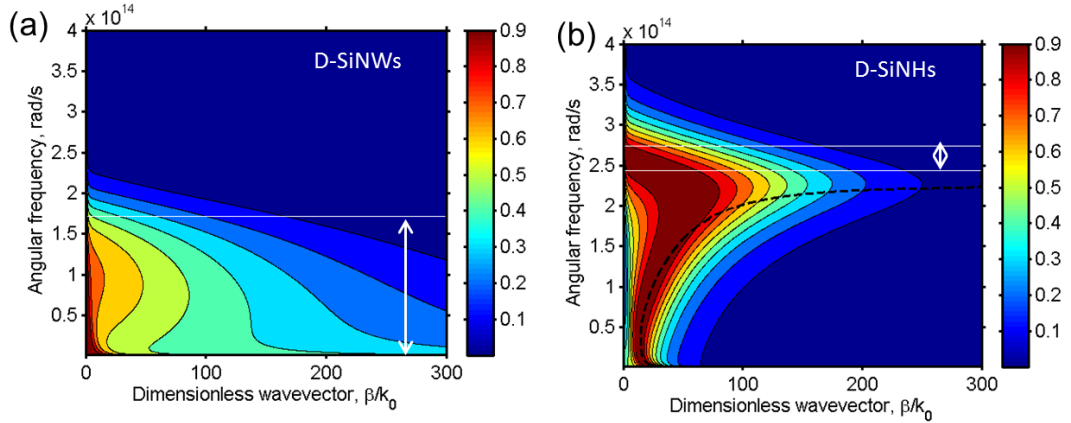 (a)
x 10^14
D-SiNWs
Angular frequency, rad/s
4
3.5
3
2.5
2
1.5
1
0.5
0 100 200 300
Dimensionless wavevector, β/k₀
0.9
0.8
0.7
0.6
0.5
0.4
0.3
0.2
0.1
(b)
x 10^14
D-SiNHs
Angular frequency, rad/s
4
3.5
3
2.5
2
1.5
1
0.5
0 100 200 300
Dimensionless wavevector, β/k₀
0.9
0.8
0.7
0.6
0.5
0.4
0.3
0.2
0.1